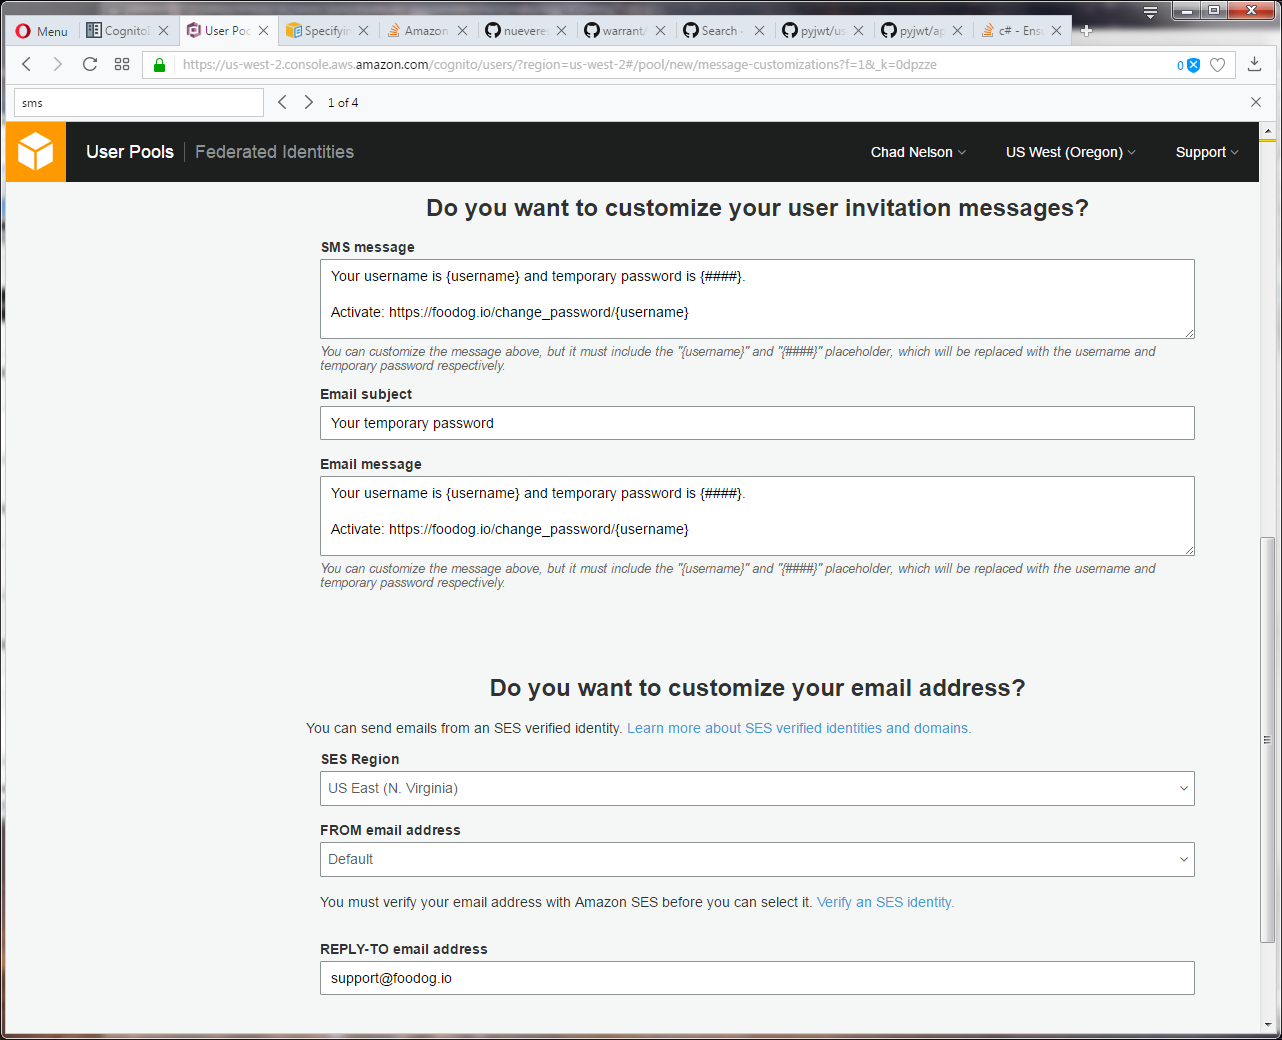 Menu
Cognito
User Poo
Specifyin
Amazon
nuevere
warrant/
Search
pyjwt/us
pyjwt/ap
c# - Ens
https://us-west-2.console.aws.amazon.com/cognito/users/?region=us-west-2#/pool/new/message-customizations?f=1&_k=0dpzze
0
sms
1 of 4
User Pools
Federated Identities
Chad Nelson
US West (Oregon)
Support
Do you want to customize your user invitation messages?
SMS message
Your username is {username} and temporary password is {####}.
Activate: https://foodog.io/change_password/{username}
You can customize the message above, but it must include the "{username}" and "{####}" placeholder, which will be replaced with the username and
temporary password respectively.
Email subject
Your temporary password
Email message
Your username is {username} and temporary password is {####}.
Activate: https://foodog.io/change_password/{username}
You can customize the message above, but it must include the "{username}" and "{####}" placeholder, which will be replaced with the username and
temporary password respectively.
Do you want to customize your email address?
You can send emails from an SES verified identity. Learn more about SES verified identities and domains.
SES Region
US East (N. Virginia)
FROM email address
Default
You must verify your email address with Amazon SES before you can select it. Verify an SES identity.
REPLY-TO email address
support@foodog.io